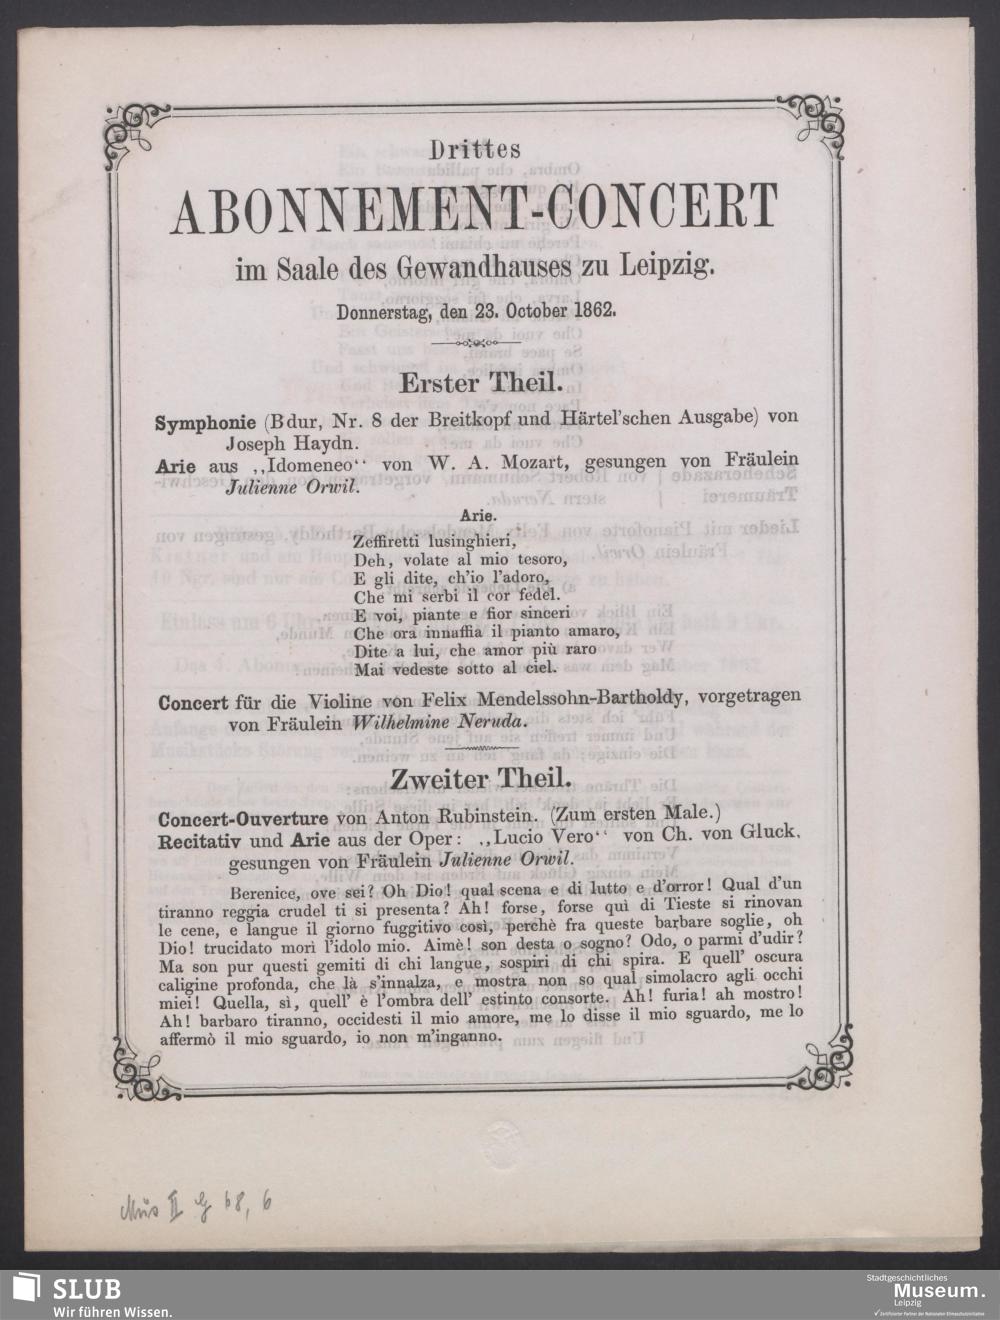 Drittes
ABONNEMENT-CONCERT
im Saale des Gewandhauses zu Leipzig.
Donnerstag, den 23. October 1862.
Erster Theil.
Symphonie (B dur, Nr. 8 der Breitkopf und Härtel'schen Ausgabe) von
Joseph Haydn.
Arie aus ,,Idomeneo‘‘ von W. A. Mozart, gesungen von Fräulein
Julienne Orwil.
Arie.
Zeffiretti lusinghieri,
Deh, volate al mio tesoro,
E gli dite, ch'io l'adoro,
Che mi serbi il cor fedel.
E voi, piante e fior sinceri
Che ora innaffia il pianto amaro,
Dite a lui, che amor più raro
Mai vedeste sotto al ciel.
Concert für die Violine von Felix Mendelssohn-Bartholdy, vorgetragen
von Fräulein Wilhelmine Neruda.
Zweiter Theil.
Concert-Ouverture von Anton Rubinstein. (Zum ersten Male.)
Recitativ und Arie aus der Oper: ,,Lucio Vero‘‘ von Ch. von Gluck,
gesungen von Fräulein Julienne Orwil.
Berenice, ove sei? Oh Dio! qual scena e di lutto e d'orror! Qual d'un
tiranno reggia crudel ti si presenta? Ah! forse, forse quì di Tieste si rinovan
le cene, e langue il giorno fuggitivo così, perchè fra queste barbare soglie, oh
Dio! trucidato morì l'idolo mio. Aimè! son desta o sogno? Odo, o parmi d'udir?
Ma son pur questi gemiti di chi langue, sospiri di chi spira. E quell' oscura
caligine profonda, che là s'innalza, e mostra non so qual simolacro agli occhi
miei! Quella, sì, quell' è l'ombra dell' estinto consorte. Ah! furia! ah mostro!
Ah! barbaro tiranno, occidesti il mio amore, me lo disse il mio sguardo, me lo
affermò il mio sguardo, io non m'inganno.
Mus II g 68, 6
SLUB
Wir führen Wissen.
Stadtgeschichtliches
Museum.
Leipzig
Zertifizierter Partner der Nationalen Klimaschutzinitiative